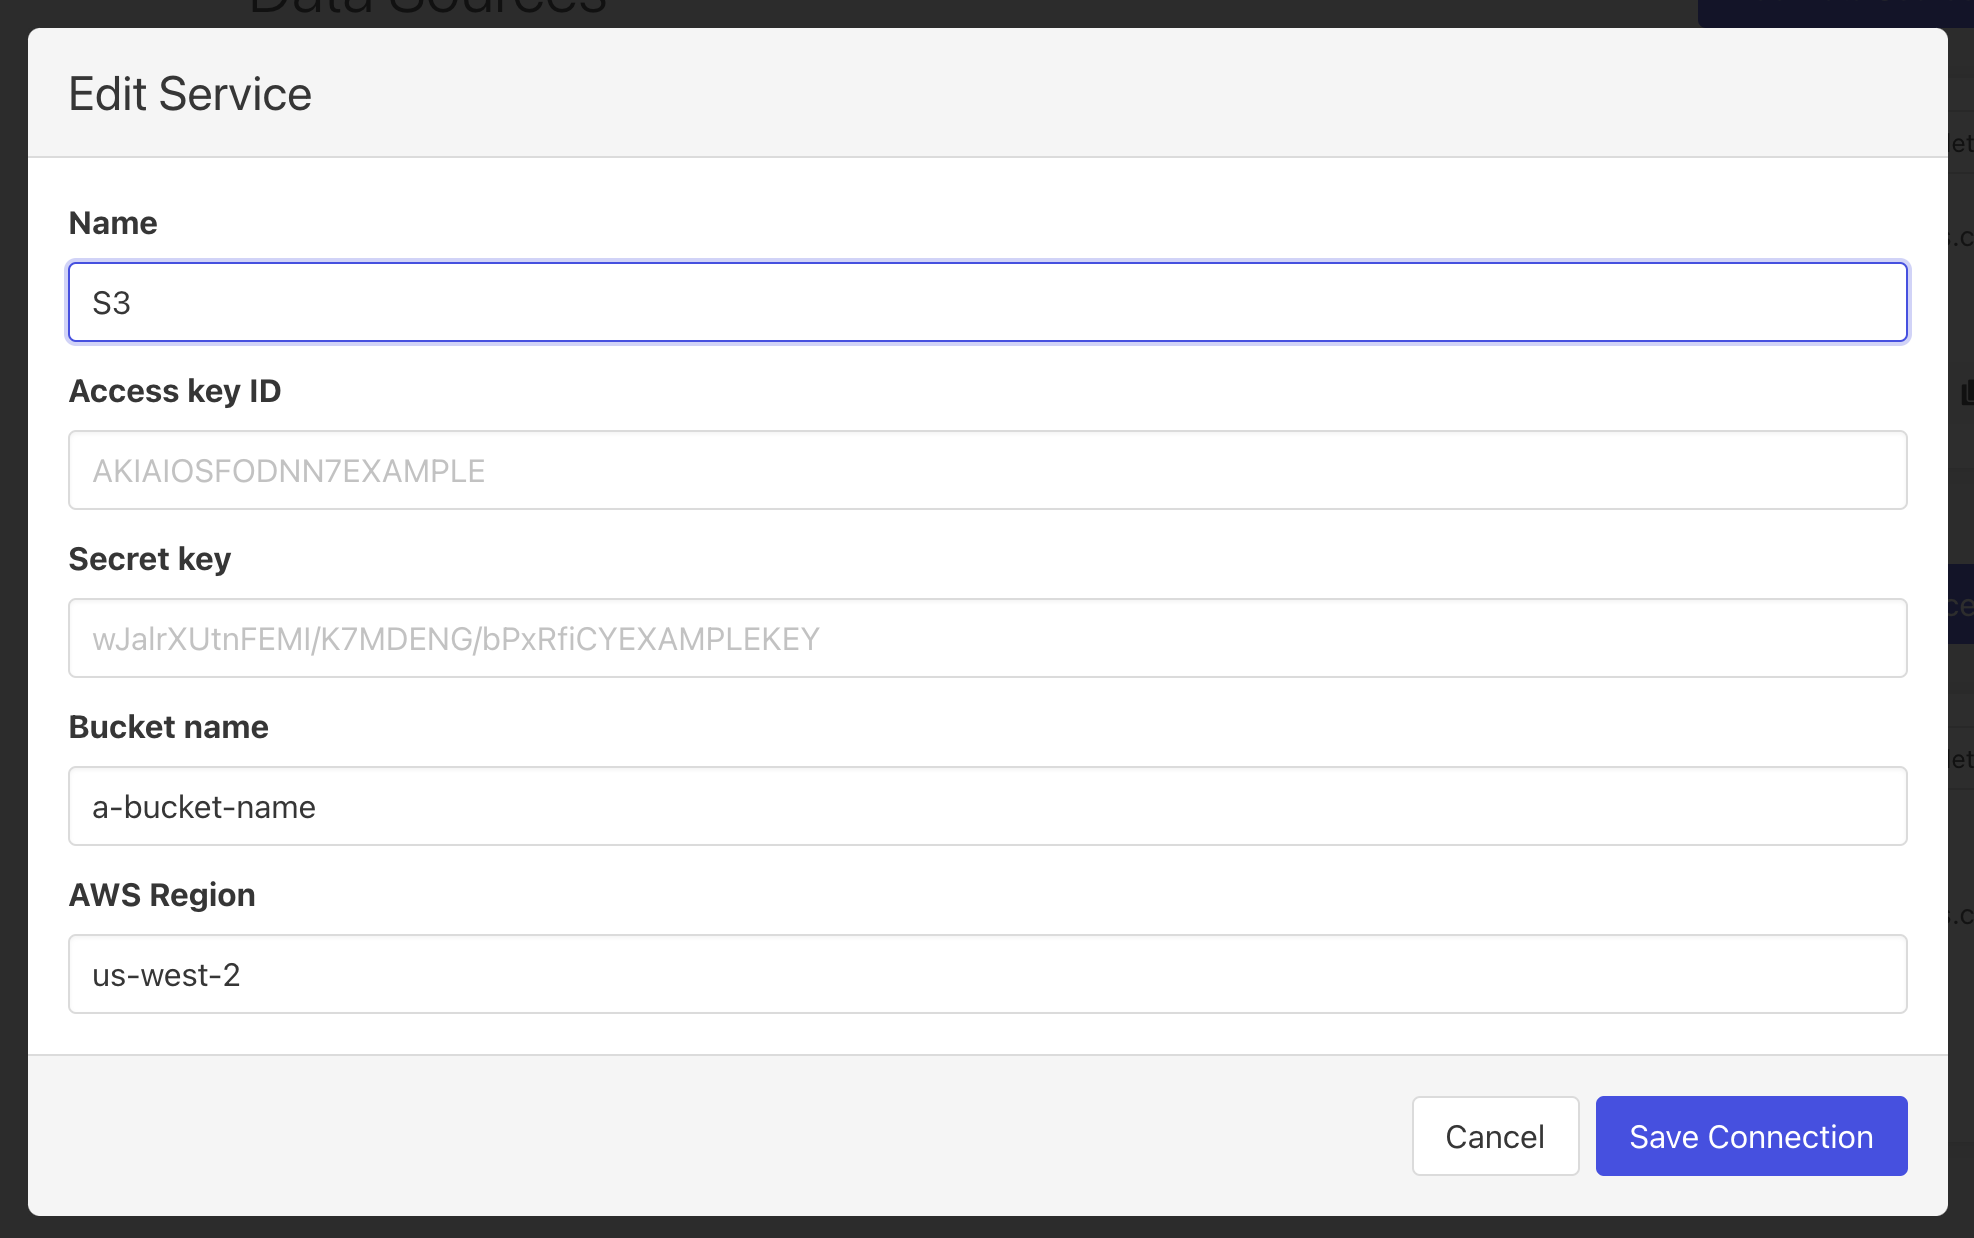 Data Sources
Edit Service
Name
S3
Access key ID
AKIAIOSFODNN7EXAMPLE
Secret key
wJalrXUtnFEMI/K7MDENG/bPxRfiCYEXAMPLEKEY
Bucket name
a-bucket-name
AWS Region
us-west-2
Cancel
Save Connection